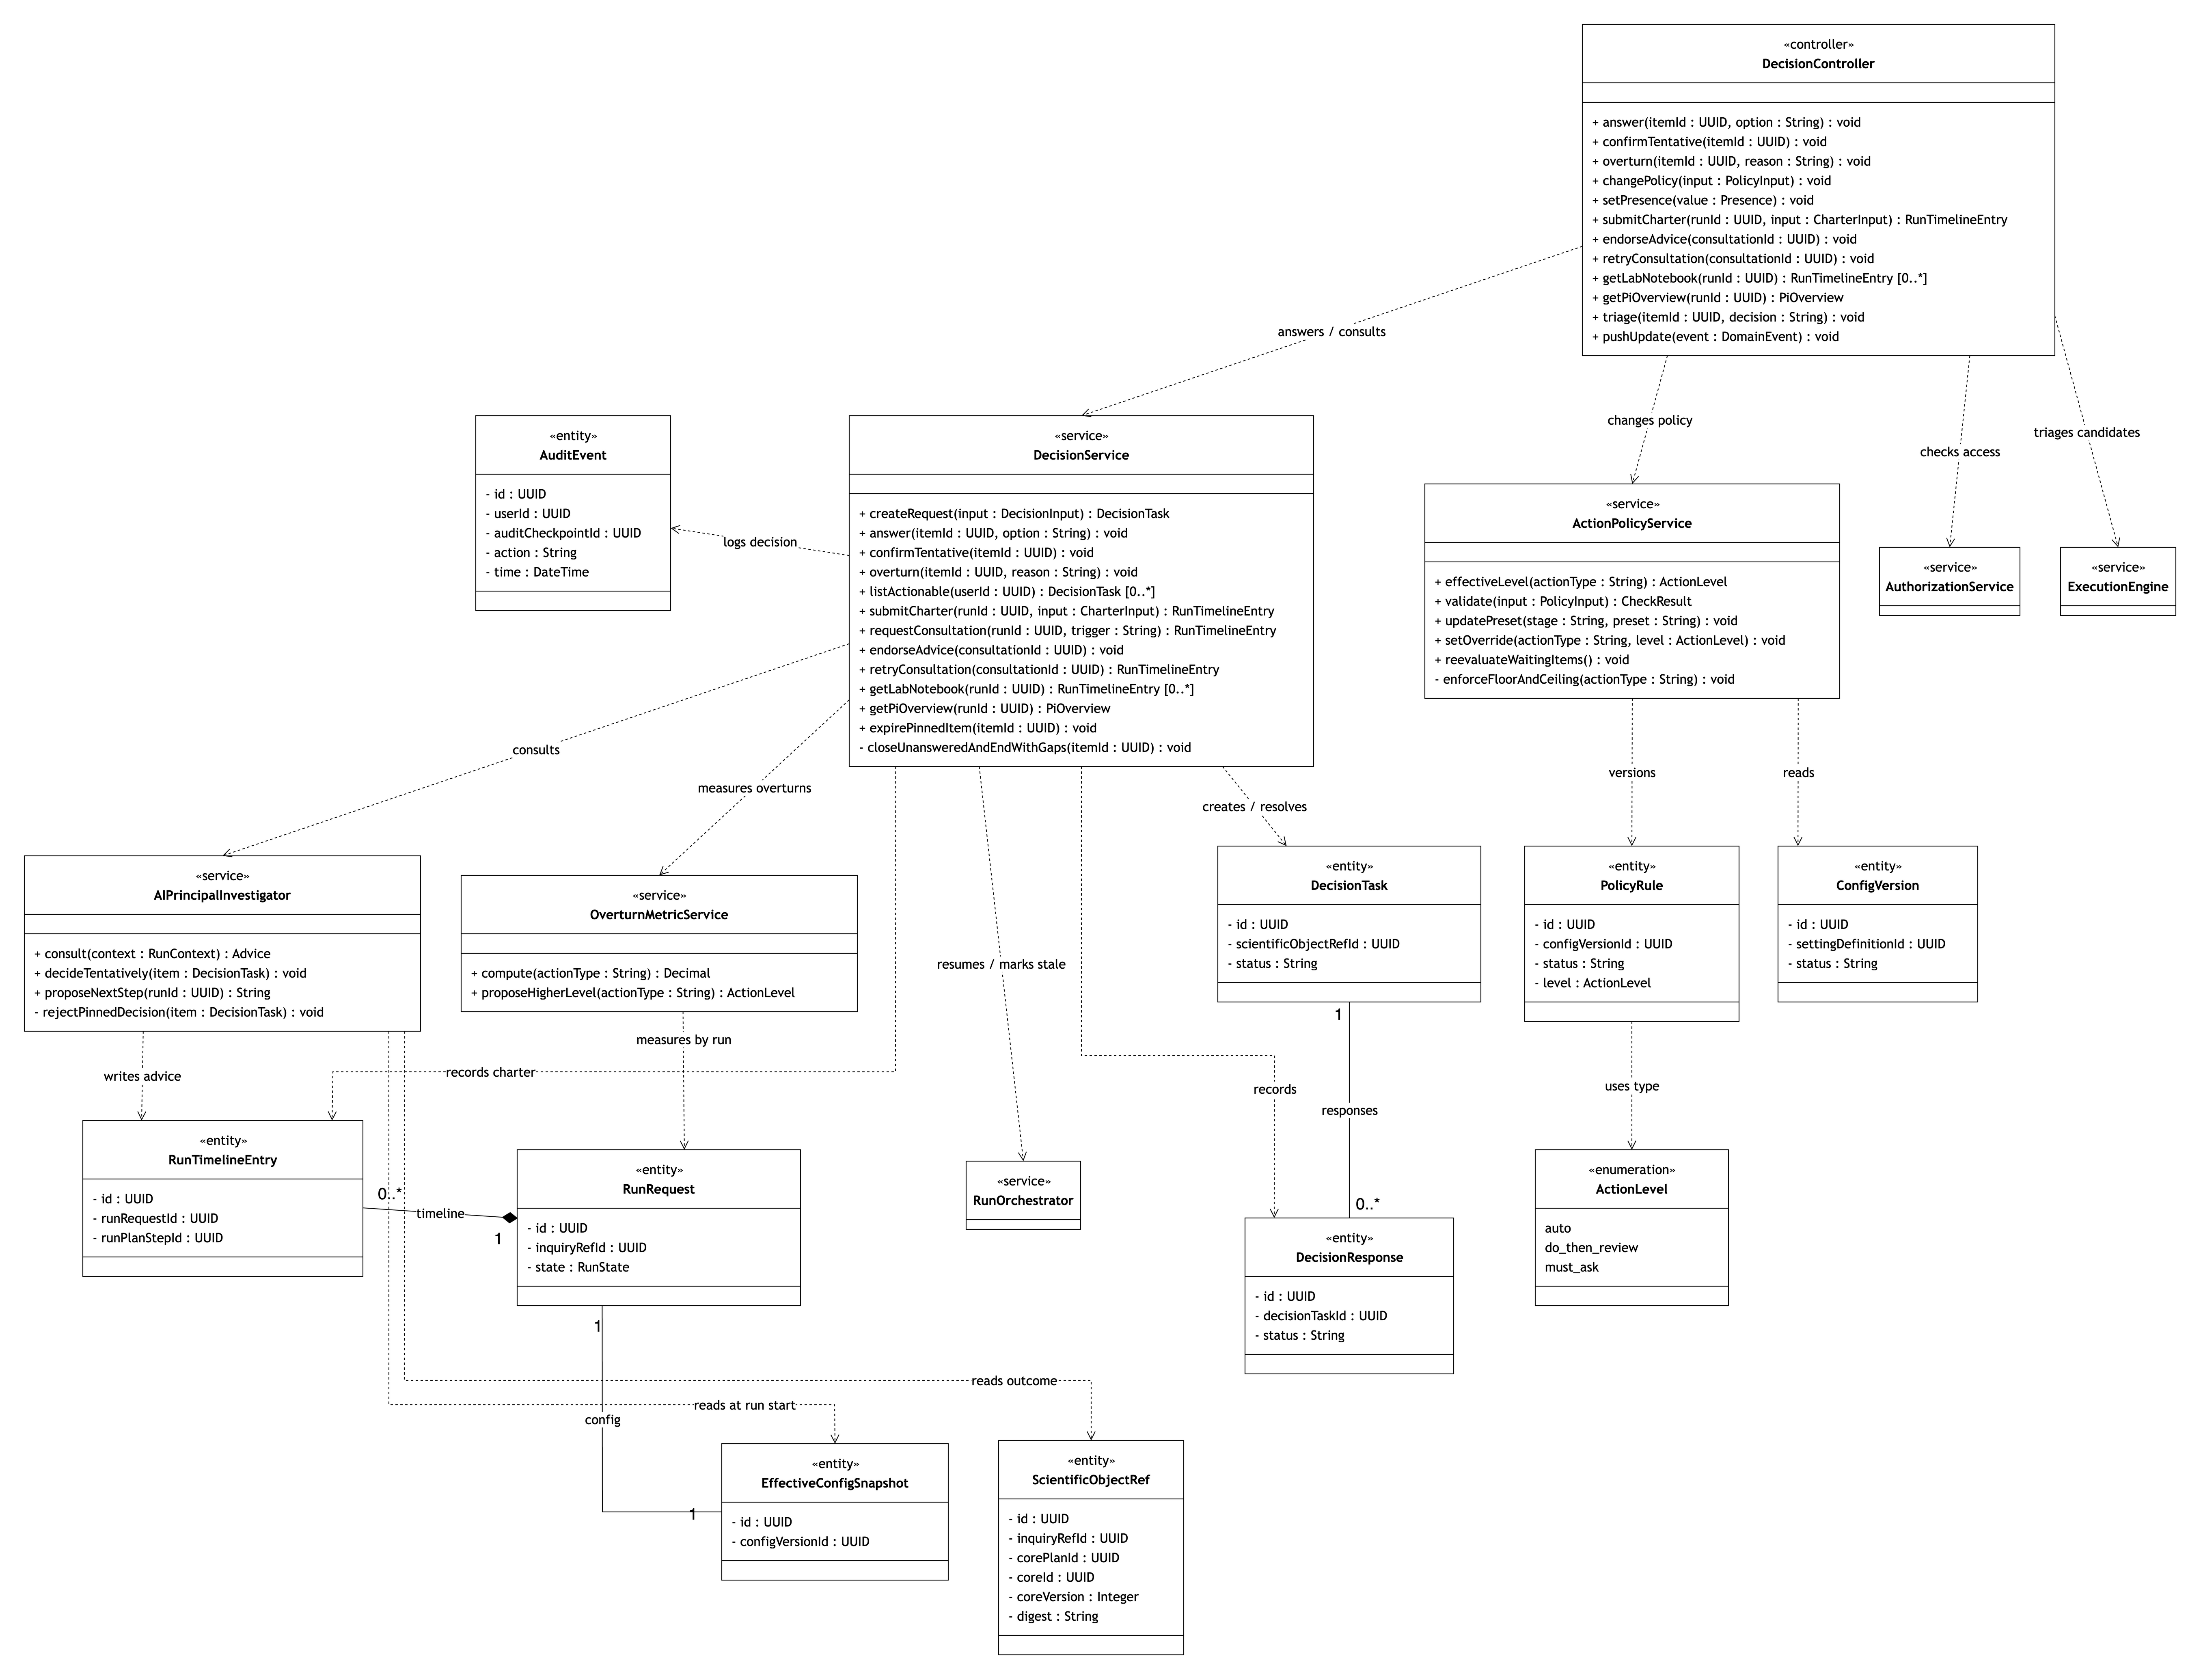 «controller»
DecisionController
+ answer(itemId : UUID, option : String) : void
+ confirmTentative(itemId : UUID) : void
+ overturn(itemId : UUID, reason : String) : void
+ changePolicy(input : PolicyInput) : void
+ setPresence(value : Presence) : void
+ submitCharter(runId : UUID, input : CharterInput) : RunTimelineEntry
+ endorseAdvice(consultationId : UUID) : void
+ retryConsultation(consultationId : UUID) : void
+ getLabNotebook(runId : UUID) : RunTimelineEntry [0..*]
+ getPiOverview(runId : UUID) : PiOverview
+ triage(itemId : UUID, decision : String) : void
+ pushUpdate(event : DomainEvent) : void
answers / consults
changes policy
checks access
triages candidates
«entity»
AuditEvent
- id : UUID
- userId : UUID
- auditCheckpointId : UUID
- action : String
- time : DateTime
logs decision
«service»
DecisionService
+ createRequest(input : DecisionInput) : DecisionTask
+ answer(itemId : UUID, option : String) : void
+ confirmTentative(itemId : UUID) : void
+ overturn(itemId : UUID, reason : String) : void
+ listActionable(userId : UUID) : DecisionTask [0..*]
+ submitCharter(runId : UUID, input : CharterInput) : RunTimelineEntry
+ requestConsultation(runId : UUID, trigger : String) : RunTimelineEntry
+ endorseAdvice(consultationId : UUID) : void
+ retryConsultation(consultationId : UUID) : RunTimelineEntry
+ getLabNotebook(runId : UUID) : RunTimelineEntry [0..*]
+ getPiOverview(runId : UUID) : PiOverview
+ expirePinnedItem(itemId : UUID) : void
- closeUnansweredAndEndWithGaps(itemId : UUID) : void
«service»
ActionPolicyService
+ effectiveLevel(actionType : String) : ActionLevel
+ validate(input : PolicyInput) : CheckResult
+ updatePreset(stage : String, preset : String) : void
+ setOverride(actionType : String, level : ActionLevel) : void
+ reevaluateWaitingItems() : void
- enforceFloorAndCeiling(actionType : String) : void
«service»
AuthorizationService
«service»
ExecutionEngine
consults
measures overturns
creates / resolves
versions
reads
«service»
AIPrincipalInvestigator
+ consult(context : RunContext) : Advice
+ decideTentatively(item : DecisionTask) : void
+ proposeNextStep(runId : UUID) : String
- rejectPinnedDecision(item : DecisionTask) : void
«service»
OverturnMetricService
+ compute(actionType : String) : Decimal
+ proposeHigherLevel(actionType : String) : ActionLevel
resumes / marks stale
«entity»
DecisionTask
- id : UUID
- scientificObjectRefId : UUID
- status : String
«entity»
PolicyRule
- id : UUID
- configVersionId : UUID
- status : String
- level : ActionLevel
«entity»
ConfigVersion
- id : UUID
- settingDefinitionId : UUID
- status : String
writes advice
records charter
measures by run
records
1
responses
0..*
uses type
«entity»
RunTimelineEntry
- id : UUID
- runRequestId : UUID
- runPlanStepId : UUID
0..*
timeline
1
«entity»
RunRequest
- id : UUID
- inquiryRefId : UUID
- state : RunState
«service»
RunOrchestrator
«entity»
DecisionResponse
- id : UUID
- decisionTaskId : UUID
- status : String
«enumeration»
ActionLevel
auto
do_then_review
must_ask
1
config
1
reads outcome
reads at run start
«entity»
EffectiveConfigSnapshot
- id : UUID
- configVersionId : UUID
«entity»
ScientificObjectRef
- id : UUID
- inquiryRefId : UUID
- corePlanId : UUID
- coreId : UUID
- coreVersion : Integer
- digest : String